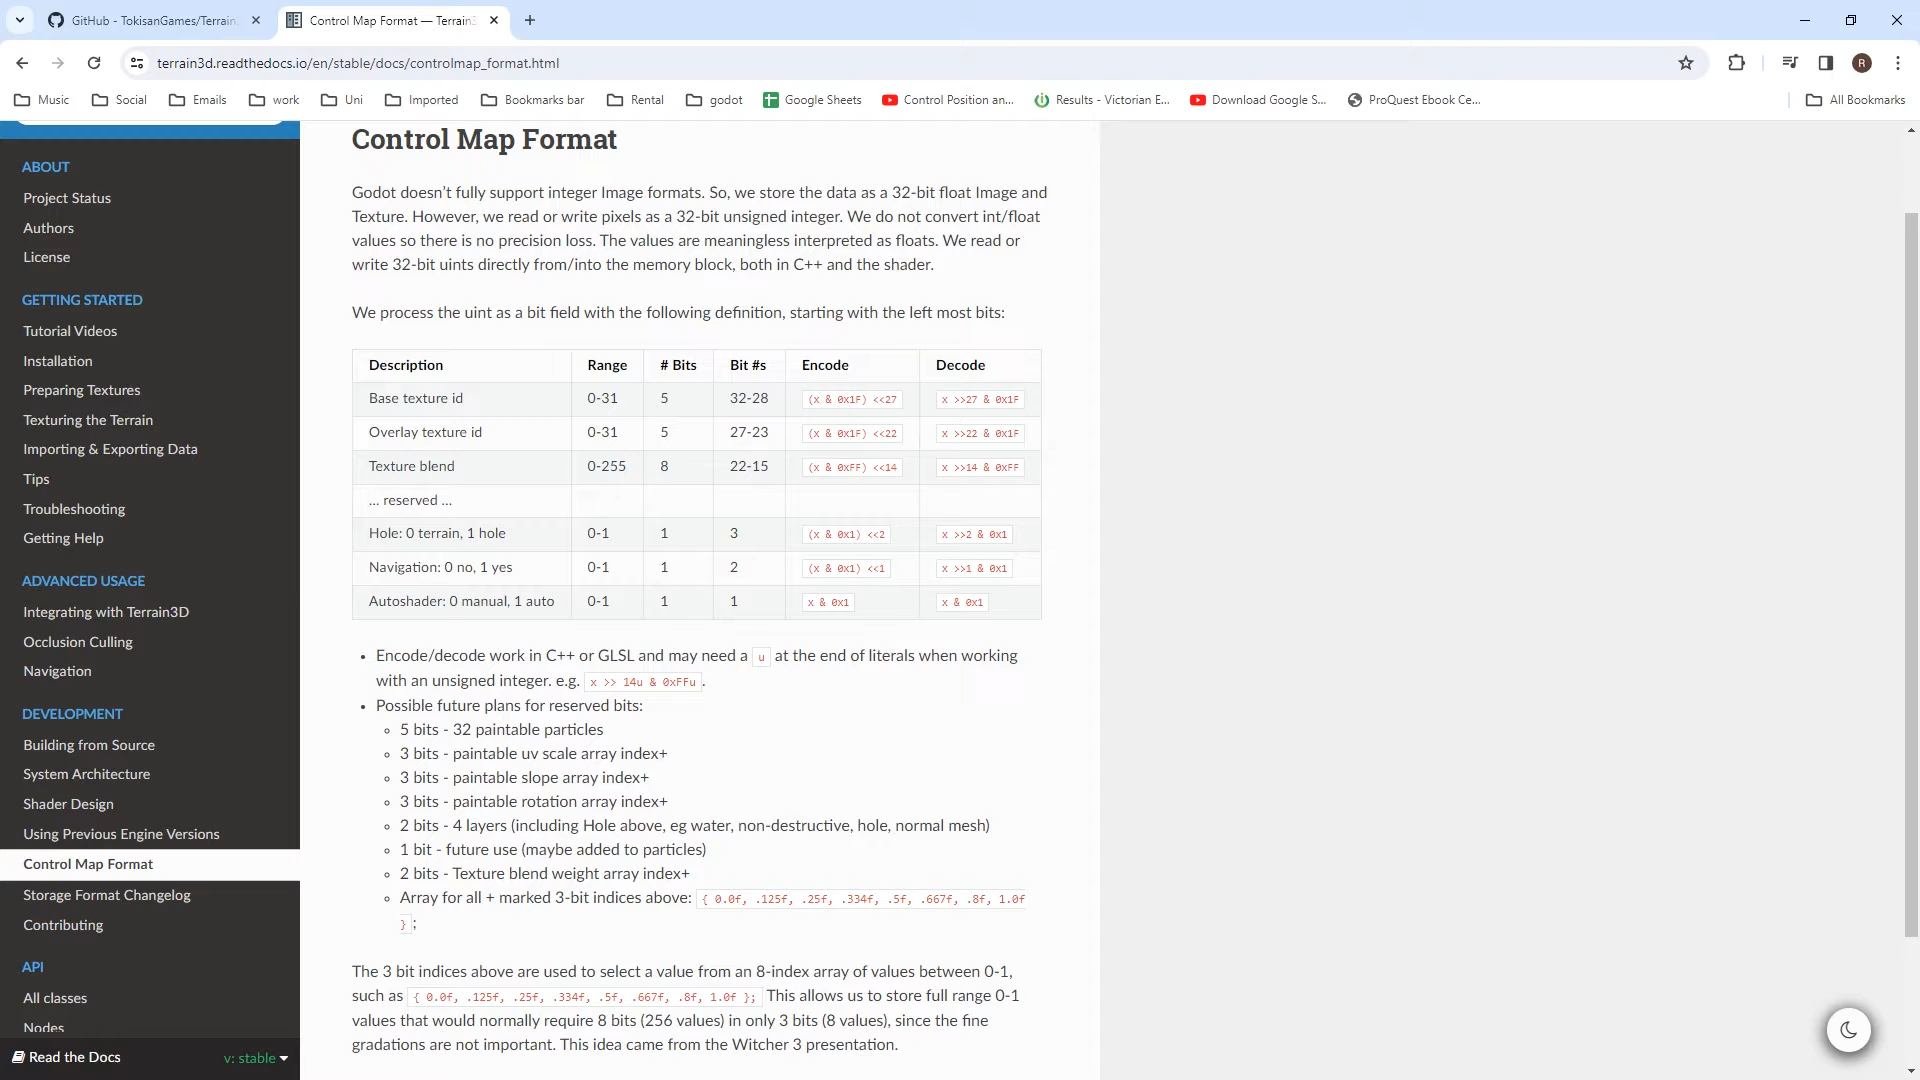 GitHub - TokisanGames/Terrain
Control Map Format — Terrain3
terrain3d.readthedocs.io/en/stable/docs/controlmap_format.html
R
Music Social Emails work Uni Imported Bookmarks bar Rental godot Google Sheets Control Position an... Results - Victorian E... Download Google S... ProQuest Ebook Ce... All Bookmarks
ABOUT
Project Status
Authors
License
GETTING STARTED
Tutorial Videos
Installation
Preparing Textures
Texturing the Terrain
Importing & Exporting Data
Tips
Troubleshooting
Getting Help
ADVANCED USAGE
Integrating with Terrain3D
Occlusion Culling
Navigation
DEVELOPMENT
Building from Source
System Architecture
Shader Design
Using Previous Engine Versions
Control Map Format
Storage Format Changelog
Contributing
API
All classes
Nodes
Read the Docs v: stable
Control Map Format
Godot doesn’t fully support integer Image formats. So, we store the data as a 32-bit float Image and
Texture. However, we read or write pixels as a 32-bit unsigned integer. We do not convert int/float
values so there is no precision loss. The values are meaningless interpreted as floats. We read or
write 32-bit uints directly from/into the memory block, both in C++ and the shader.
We process the uint as a bit field with the following definition, starting with the left most bits:
Description Range # Bits Bit #s Encode Decode
Base texture id 0-31 5 32-28 (x & 0x1F) <<27 x >>27 & 0x1F
Overlay texture id 0-31 5 27-23 (x & 0x1F) <<22 x >>22 & 0x1F
Texture blend 0-255 8 22-15 (x & 0xFF) <<14 x >>14 & 0xFF
... reserved ...
Hole: 0 terrain, 1 hole 0-1 1 3 (x & 0x1) <<2 x >>2 & 0x1
Navigation: 0 no, 1 yes 0-1 1 2 (x & 0x1) <<1 x >>1 & 0x1
Autoshader: 0 manual, 1 auto 0-1 1 1 x & 0x1 x & 0x1
• Encode/decode work in C++ or GLSL and may need a u at the end of literals when working
with an unsigned integer. e.g. x >> 14u & 0xFFu .
• Possible future plans for reserved bits:
◦ 5 bits - 32 paintable particles
◦ 3 bits - paintable uv scale array index+
◦ 3 bits - paintable slope array index+
◦ 3 bits - paintable rotation array index+
◦ 2 bits - 4 layers (including Hole above, eg water, non-destructive, hole, normal mesh)
◦ 1 bit - future use (maybe added to particles)
◦ 2 bits - Texture blend weight array index+
◦ Array for all + marked 3-bit indices above: { 0.0f, .125f, .25f, .334f, .5f, .667f, .8f, 1.0f
} ;
The 3 bit indices above are used to select a value from an 8-index array of values between 0-1,
such as { 0.0f, .125f, .25f, .334f, .5f, .667f, .8f, 1.0f }; This allows us to store full range 0-1
values that would normally require 8 bits (256 values) in only 3 bits (8 values), since the fine
gradations are not important. This idea came from the Witcher 3 presentation.